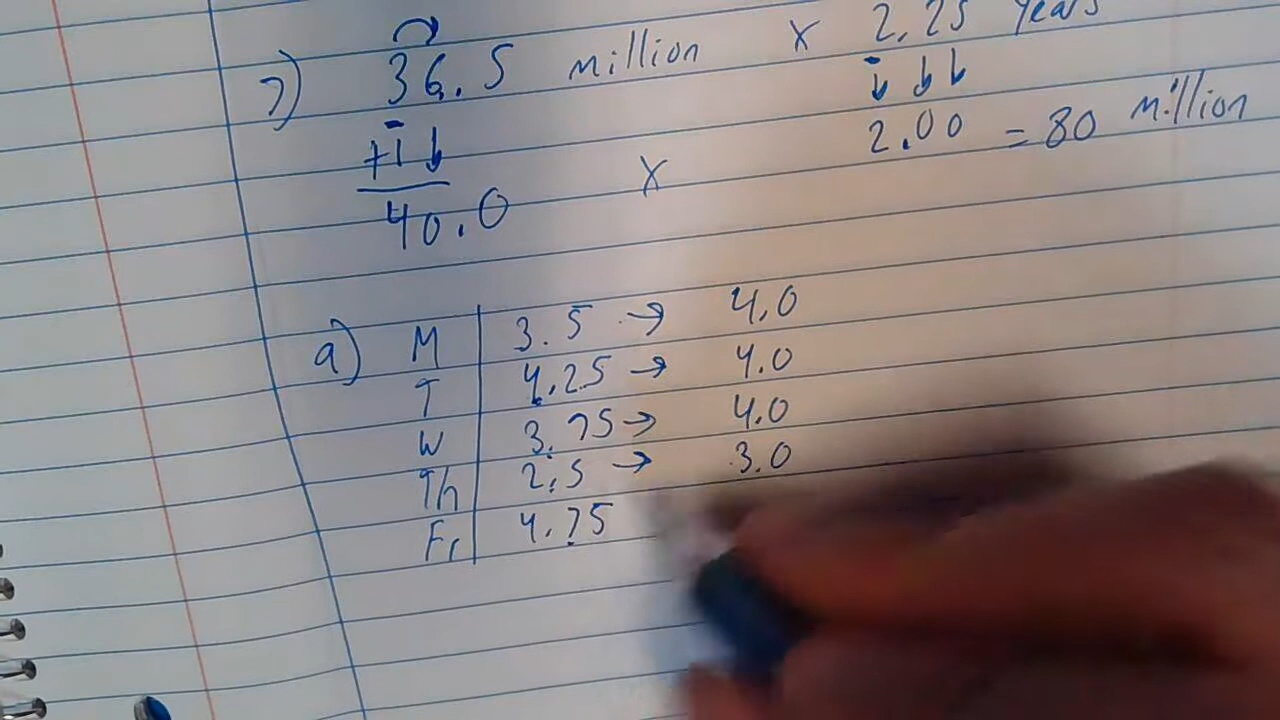 7) 36.5 million x 2.25 years
+1
2.00 = 80 million
x
40.0
a) M 3.5 → 4.0
T 4.25 → 4.0
W 3.75 → 4.0
Th 2.5 → 3.0
Fr 4.75